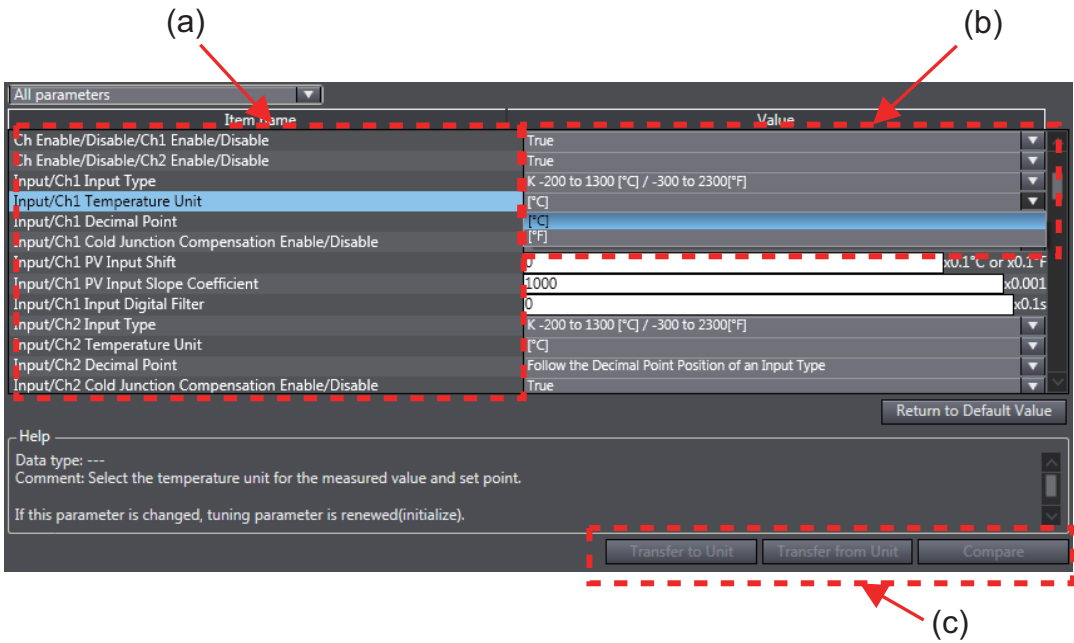 (a) (b)
All parameters
Item name Value
Ch Enable/Disable/Ch1 Enable/Disable True
Ch Enable/Disable/Ch2 Enable/Disable True
Input/Ch1 Input Type K -200 to 1300 [°C] / -300 to 2300[°F]
Input/Ch1 Temperature Unit [°C]
Input/Ch1 Decimal Point [°C]
Input/Ch1 Cold Junction Compensation Enable/Disable [°F]
Input/Ch1 PV Input Shift 0 x0.1°C or x0.1°F
Input/Ch1 PV Input Slope Coefficient 1000 x0.001
Input/Ch1 Input Digital Filter 0 x0.1s
Input/Ch2 Input Type K -200 to 1300 [°C] / -300 to 2300[°F]
Input/Ch2 Temperature Unit [°C]
Input/Ch2 Decimal Point Follow the Decimal Point Position of an Input Type
Input/Ch2 Cold Junction Compensation Enable/Disable True
Return to Default Value
Help
Data type: ---
Comment: Select the temperature unit for the measured value and set point.
If this parameter is changed, tuning parameter is renewed(initialize).
Transfer to Unit Transfer from Unit Compare
(c)